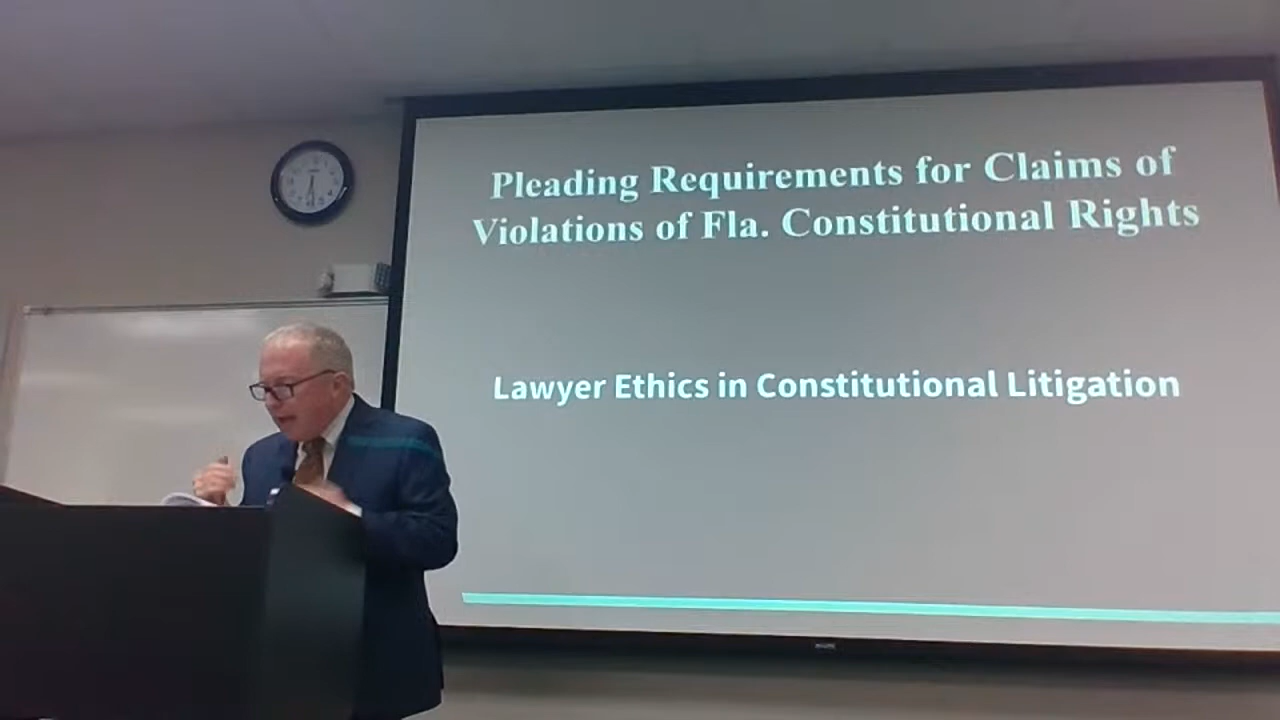 Pleading Requirements for Claims of
Violations of Fla. Constitutional Rights
Lawyer Ethics in Constitutional Litigation